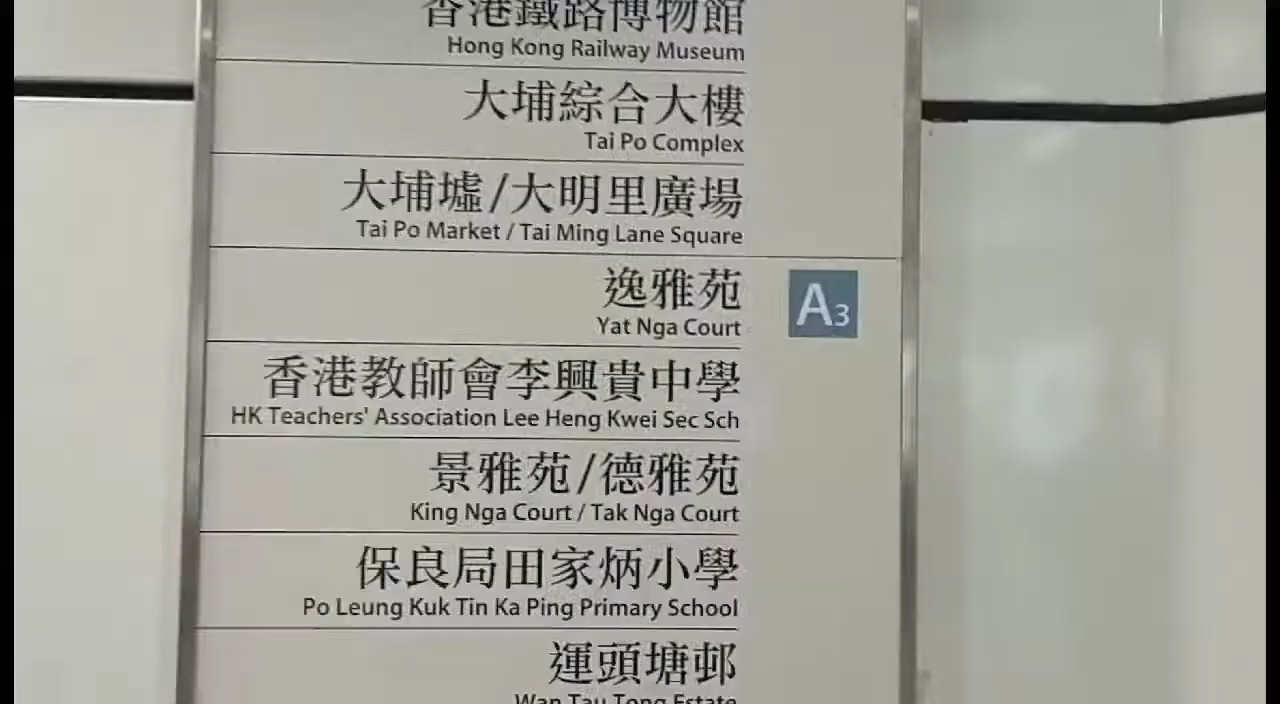 香港鐵路博物館
Hong Kong Railway Museum
大埔綜合大樓
Tai Po Complex
大埔墟/大明里廣場
Tai Po Market / Tai Ming Lane Square
逸雅苑
Yat Nga Court
A3
香港教師會李興貴中學
HK Teachers' Association Lee Heng Kwei Sec Sch
景雅苑/德雅苑
King Nga Court / Tak Nga Court
保良局田家炳小學
Po Leung Kuk Tin Ka Ping Primary School
運頭塘邨
Wan Tau Tong Estate